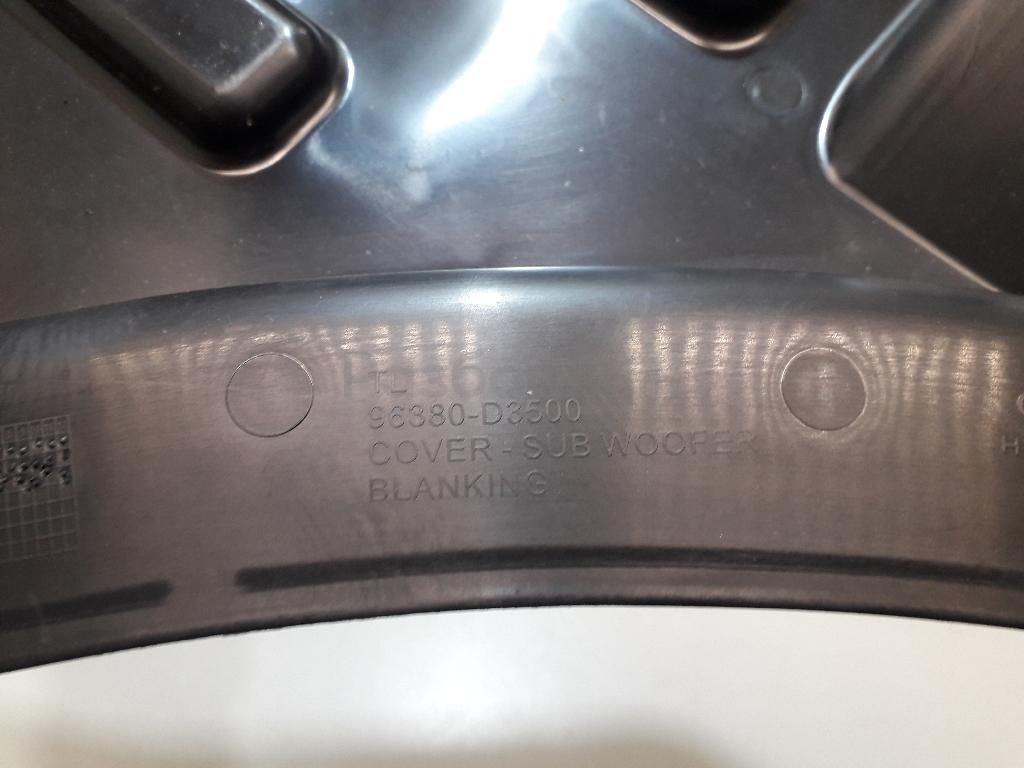 TL
96380-D3500
COVER - SUB WOOFER
BLANKING